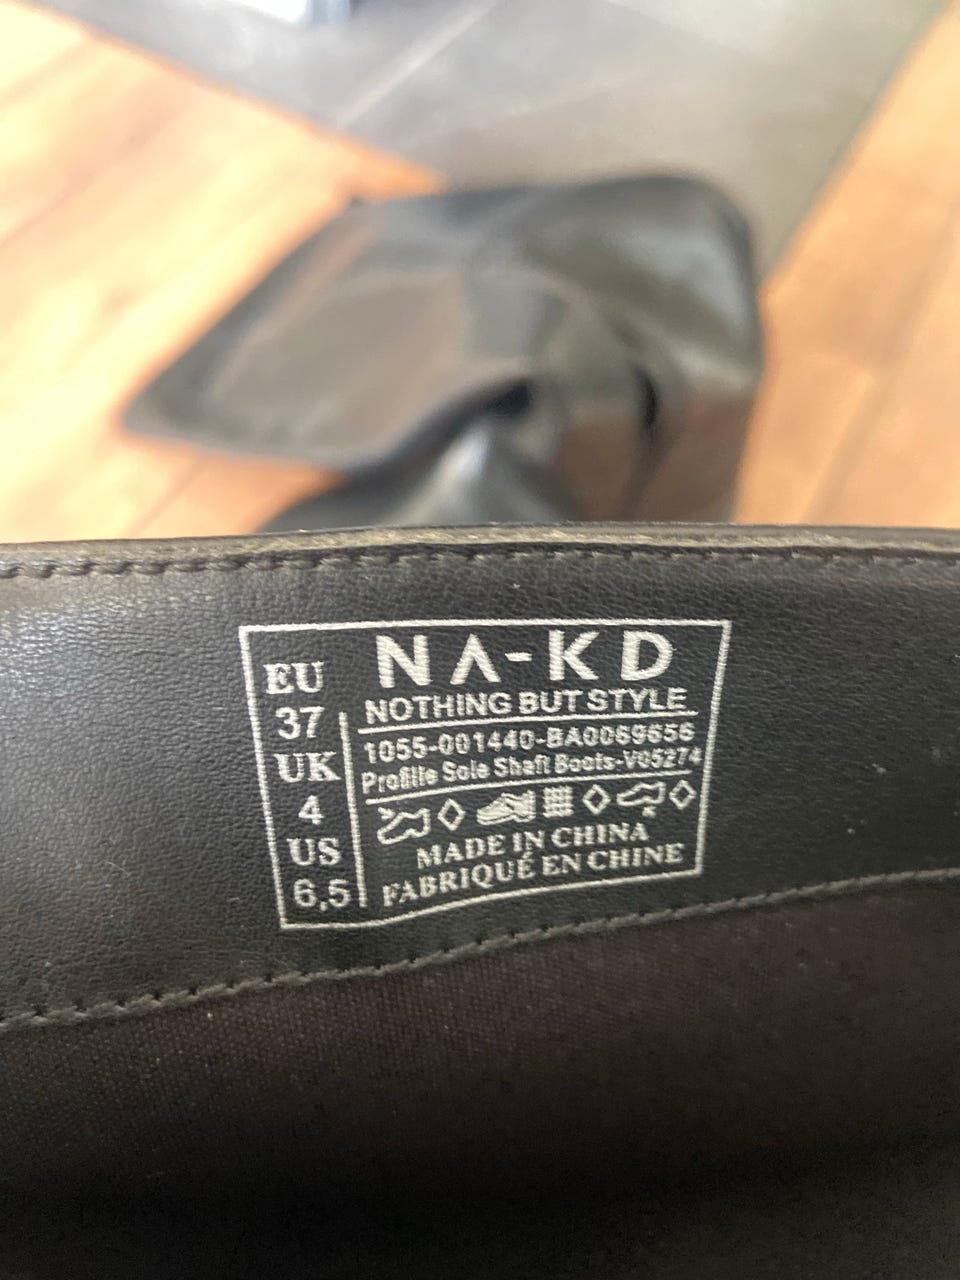 EU
37
UK
4
US
6,5
NA-KD
NOTHING BUT STYLE
1055-001440-BA0069656
Profile Sole Shaft Boots-V05274
MADE IN CHINA
FABRIQUÉ EN CHINE